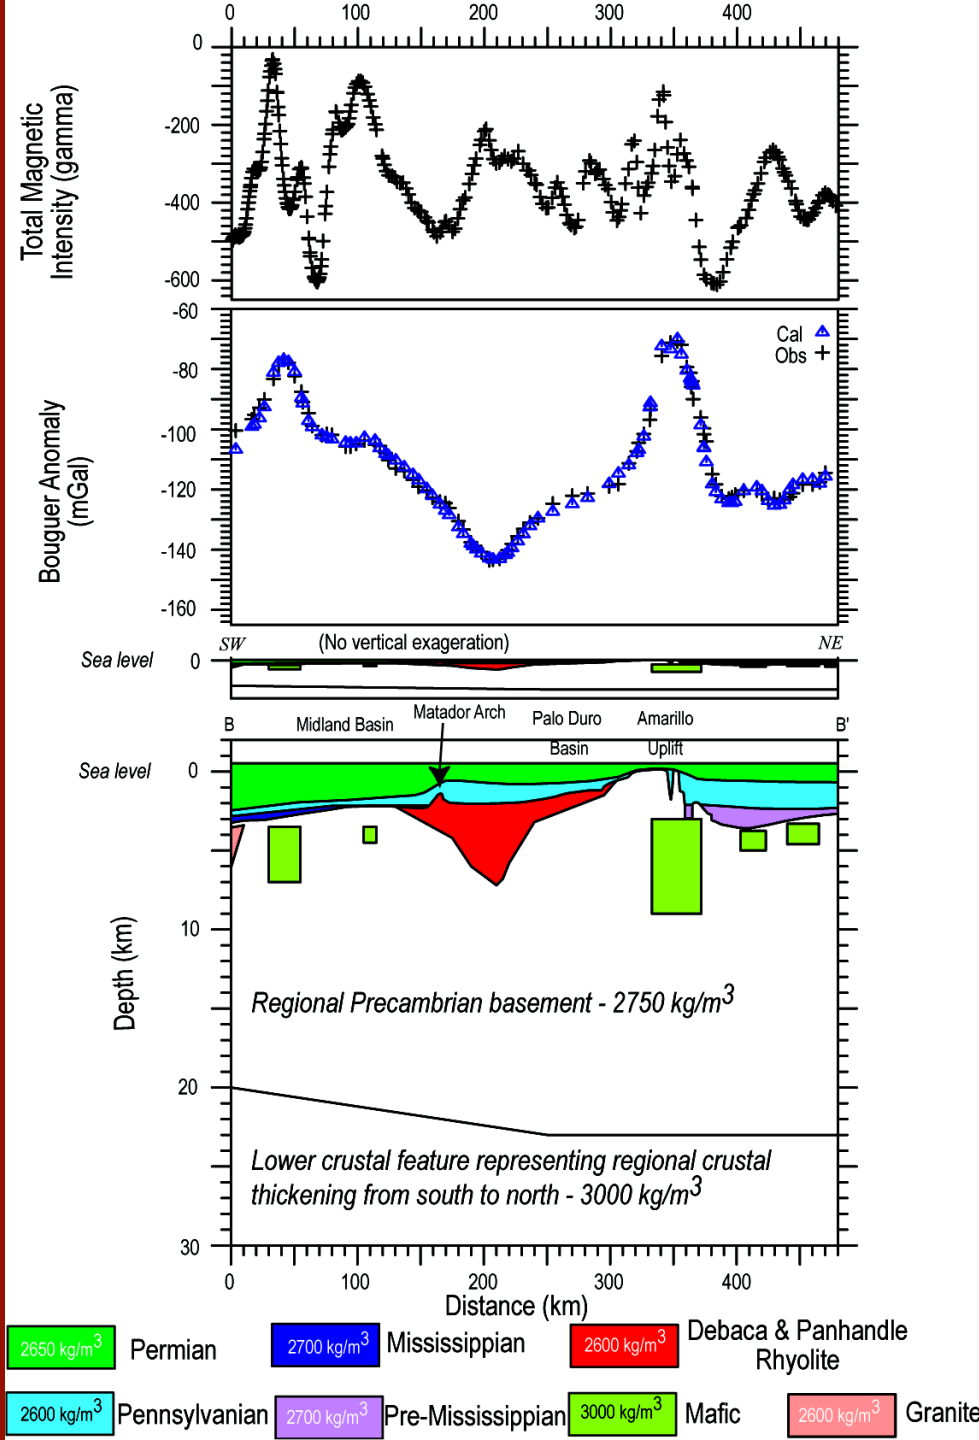 0 100 200 300 400
0
-200
-400
-600
Total Magnetic
Intensity (gamma)
-60
-80
-100
-120
-140
-160
Bouguer Anomaly
(mGal)
Cal
Obs
SW (No vertical exageration) NE
Sea level 0
B Midland Basin Matador Arch Palo Duro Basin Amarillo Uplift B'
Sea level 0
10
20
30
Depth (km)
Regional Precambrian basement - 2750 kg/m³
Lower crustal feature representing regional crustal
thickening from south to north - 3000 kg/m³
0 100 200 300 400
Distance (km)
2650 kg/m³ Permian
2700 kg/m³ Mississippian
2600 kg/m³ Debaca & Panhandle
Rhyolite
2600 kg/m³ Pennsylvanian
2700 kg/m³ Pre-Mississippian
3000 kg/m³ Mafic
2600 kg/m³ Granite